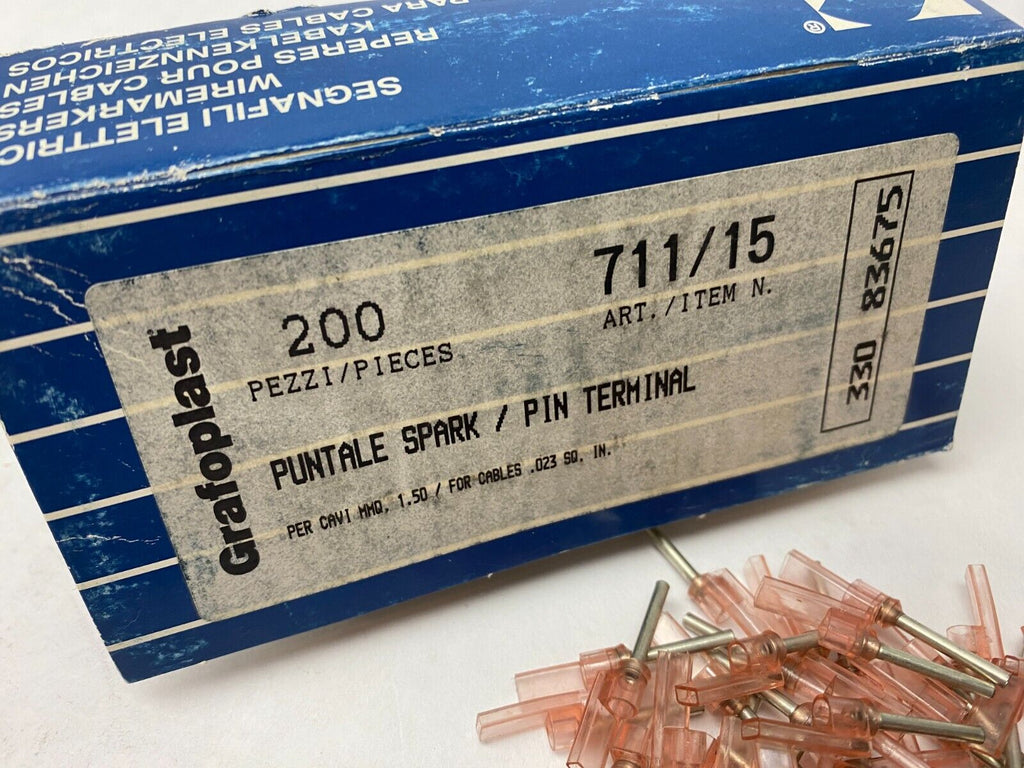 SEGNAFILI ELETTRIC
WIREMARKERS
REPERES POUR CABLES
KABELKENNZEICHEN
PARA CABLES ELECTRICOS
®
Grafoplast
200
PEZZI/PIECES
711/15
ART./ITEM N.
PUNTALE SPARK / PIN TERMINAL
PER CAVI MMQ. 1.50 / FOR CABLES .023 SQ. IN.
330 83675